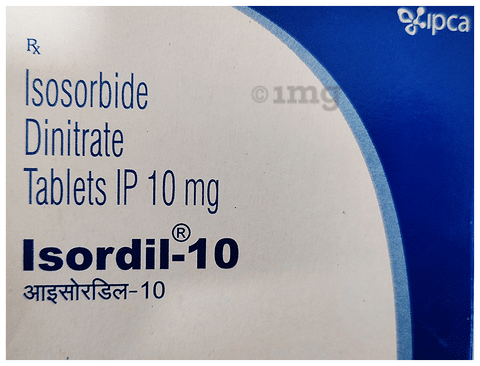 ipca
Rx
Isosorbide
Dinitrate
Tablets IP 10 mg
©1mg
Isordil®-10
आइसोरडिल-10